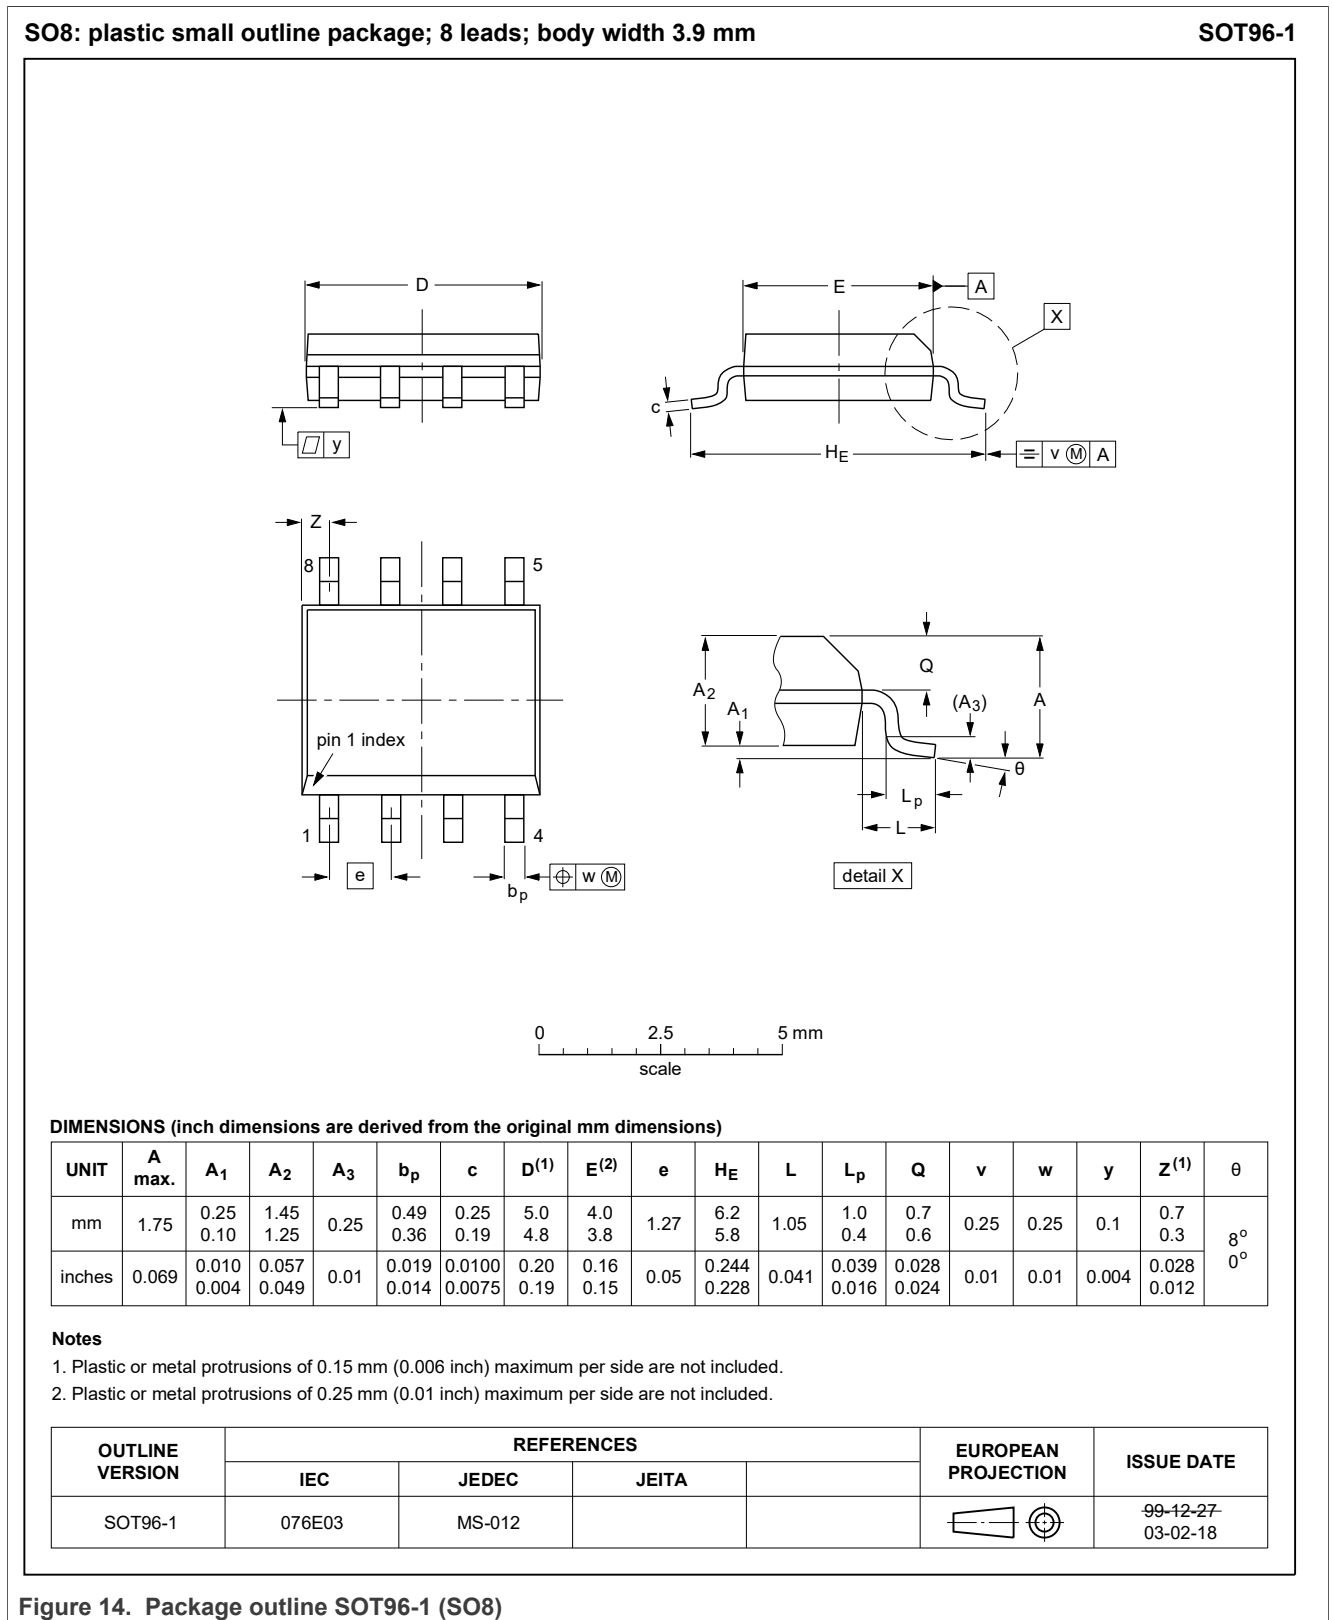 SO8: plastic small outline package; 8 leads; body width 3.9 mm SOT96-1
D
E
A
X
c
y
HE
v M A
Z
8
5
pin 1 index
1
4
e
bp
w M
Q
A2
A1
(A3)
A
θ
Lp
L
detail X
0 2.5 5 mm
scale
DIMENSIONS (inch dimensions are derived from the original mm dimensions)
UNIT A max. A1 A2 A3 bp c D(1) E(2) e HE L Lp Q v w y Z(1) θ
mm 1.75 0.25 0.10 1.45 1.25 0.25 0.49 0.36 0.25 0.19 5.0 4.8 4.0 3.8 1.27 6.2 5.8 1.05 1.0 0.4 0.7 0.6 0.25 0.25 0.1 0.7 0.3 8° 0°
inches 0.069 0.010 0.004 0.057 0.049 0.01 0.019 0.014 0.0100 0.0075 0.20 0.19 0.16 0.15 0.05 0.244 0.228 0.041 0.039 0.016 0.028 0.024 0.01 0.01 0.004 0.028 0.012
Notes
1. Plastic or metal protrusions of 0.15 mm (0.006 inch) maximum per side are not included.
2. Plastic or metal protrusions of 0.25 mm (0.01 inch) maximum per side are not included.
OUTLINE VERSION REFERENCES EUROPEAN PROJECTION ISSUE DATE
IEC JEDEC JEITA
SOT96-1 076E03 MS-012 99-12-27
03-02-18
Figure 14. Package outline SOT96-1 (SO8)